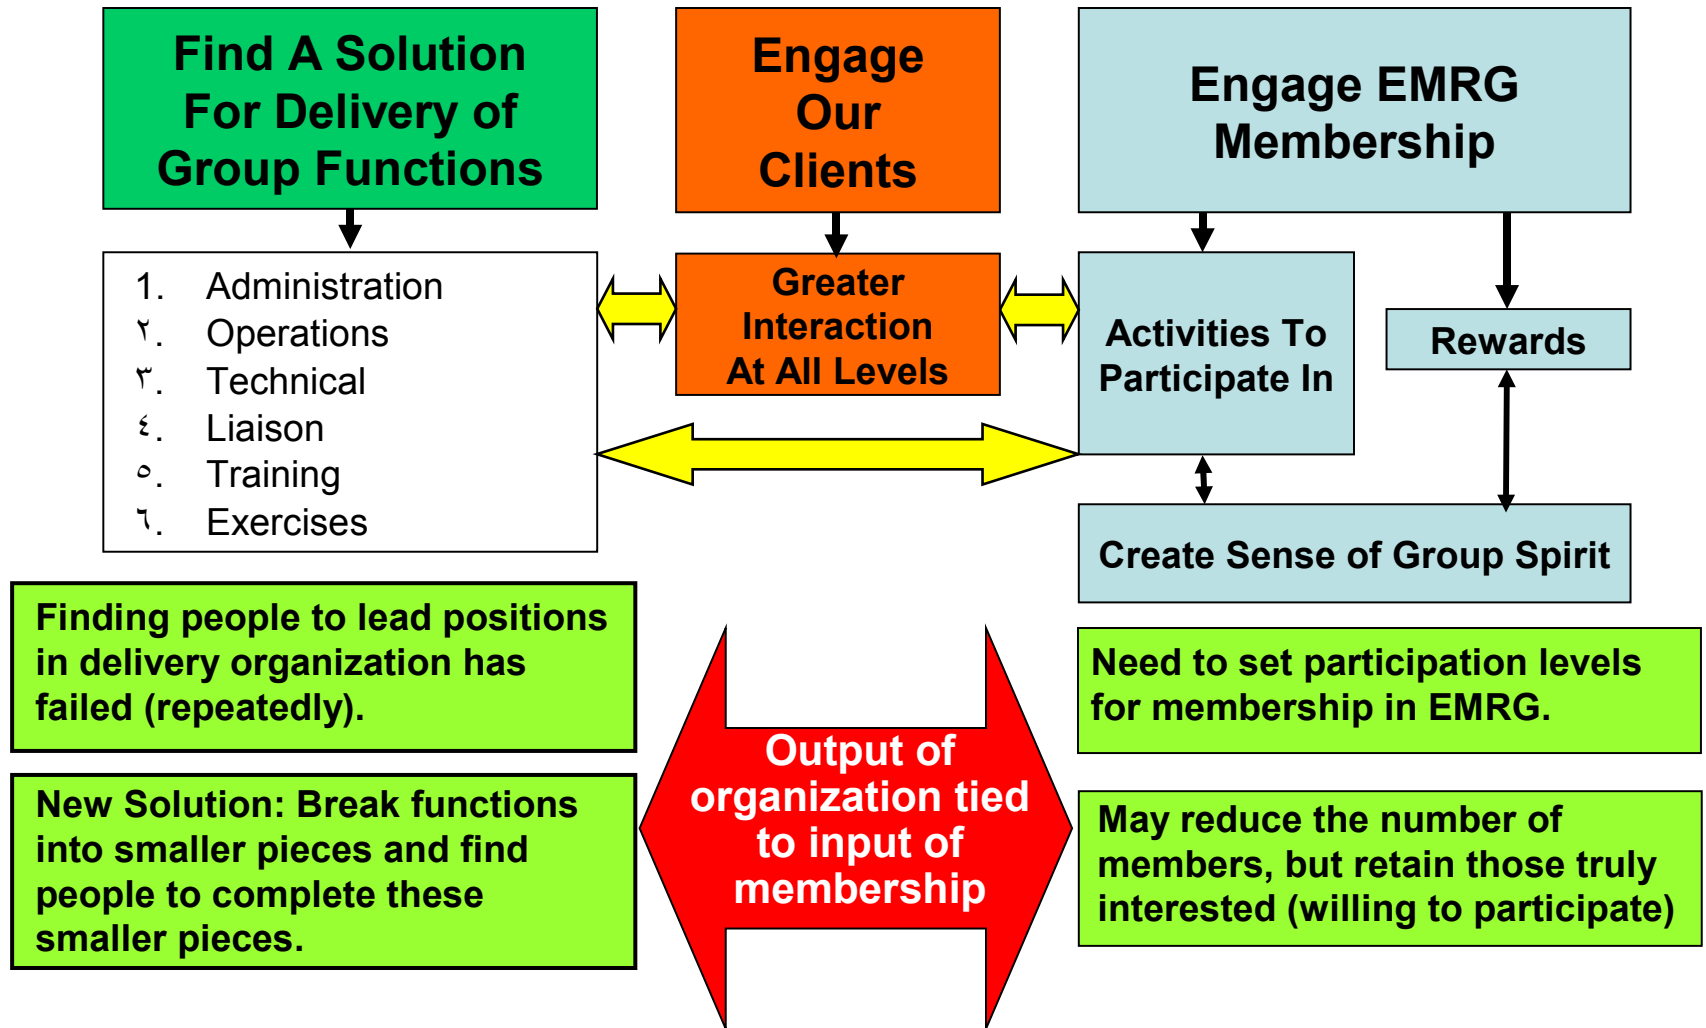 Find A Solution
For Delivery of
Group Functions
Engage
Our
Clients
Engage EMRG
Membership
1. Administration
٢. Operations
٣. Technical
٤. Liaison
٥. Training
٦. Exercises
Greater
Interaction
At All Levels
Activities To
Participate In
Rewards
Create Sense of Group Spirit
Finding people to lead positions
in delivery organization has
failed (repeatedly).
New Solution: Break functions
into smaller pieces and find
people to complete these
smaller pieces.
Output of
organization tied
to input of
membership
Need to set participation levels
for membership in EMRG.
May reduce the number of
members, but retain those truly
interested (willing to participate)